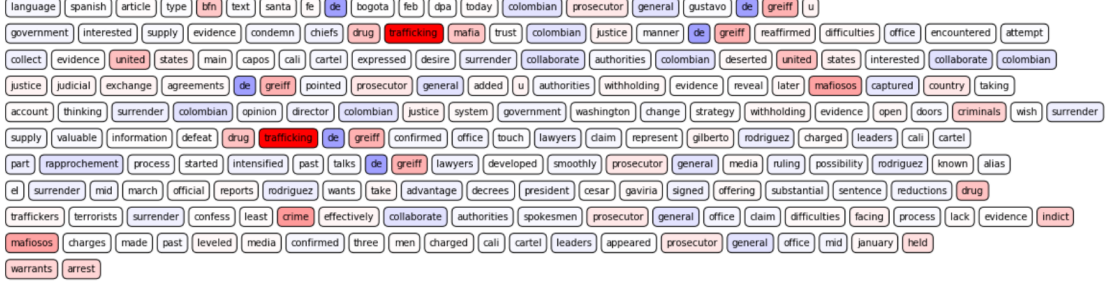 language spanish article type bfn text santa fe de bogota feb dpa today colombian prosecutor general gustavo de greiff u
government interested supply evidence condemn chiefs drug trafficking mafia trust colombian justice manner de greiff reaffirmed difficulties office encountered attempt
collect evidence united states main capos cali cartel expressed desire surrender collaborate authorities colombian deserted united states interested collaborate colombian
justice judicial exchange agreements de greiff pointed prosecutor general added u authorities withholding evidence reveal later mafiosos captured country taking
account thinking surrender colombian opinion director colombian justice system government washington change strategy withholding evidence open doors criminals wish surrender
supply valuable information defeat drug trafficking de greiff confirmed office touch lawyers claim represent gilberto rodriguez charged leaders cali cartel
part rapprochement process started intensified past talks de greiff lawyers developed smoothly prosecutor general media ruling possibility rodriguez known alias
el surrender mid march official reports rodriguez wants take advantage decrees president cesar gaviria signed offering substantial sentence reductions drug
traffickers terrorists surrender confess least crime effectively collaborate authorities spokesmen prosecutor general office claim difficulties facing process lack evidence indict
mafiosos charges made past leveled media confirmed three men charged cali cartel leaders appeared prosecutor general office mid january held
warrants arrest